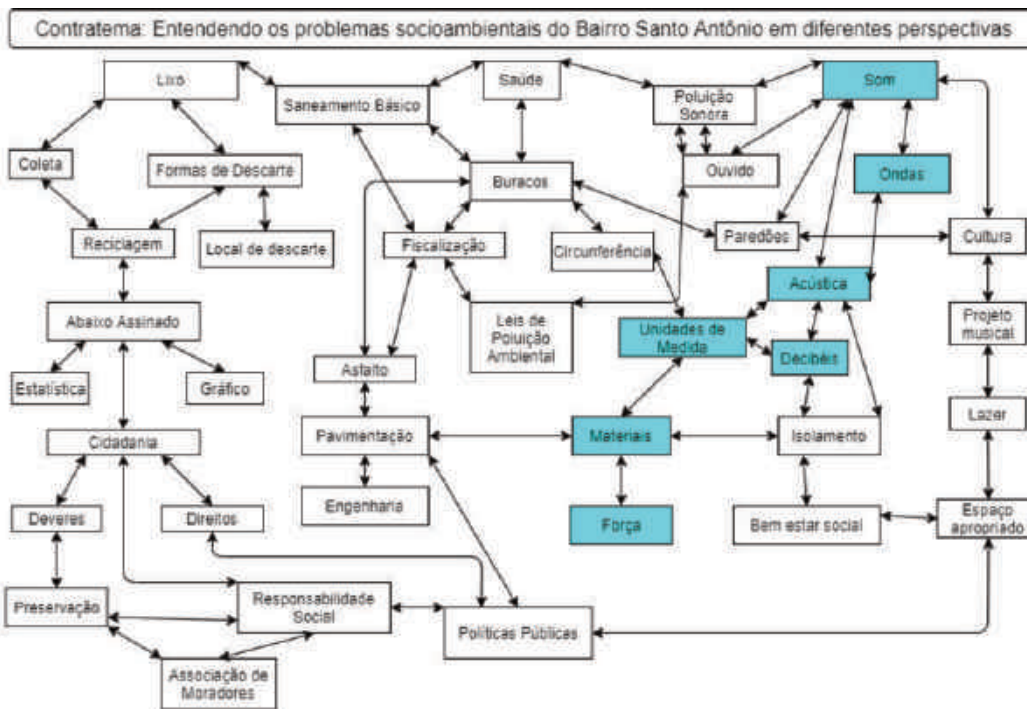 Contratema: Entendendo os problemas socioambientais do Bairro Santo Antônio em diferentes perspectivas
Lixo
Saneamento Básico
Saúde
Poluição
Sonora
Som
Coleta
Formas de Descarte
Buracos
Ouvido
Ondas
Reciclagem
Local de descarte
Fiscalização
Circunferência
Paredões
Cultura
Acústica
Abaixo Assinado
Leis de
Poluição
Ambiental
Unidades de
Medida
Decibéis
Projeto
musical
Estatística
Gráfico
Asfalto
Lazer
Cidadania
Pavimentação
Materiais
Isolamento
Deveres
Direitos
Engenharia
Força
Bem estar social
Espaço
apropriado
Preservação
Responsabilidade
Social
Políticas Públicas
Associação de
Moradores